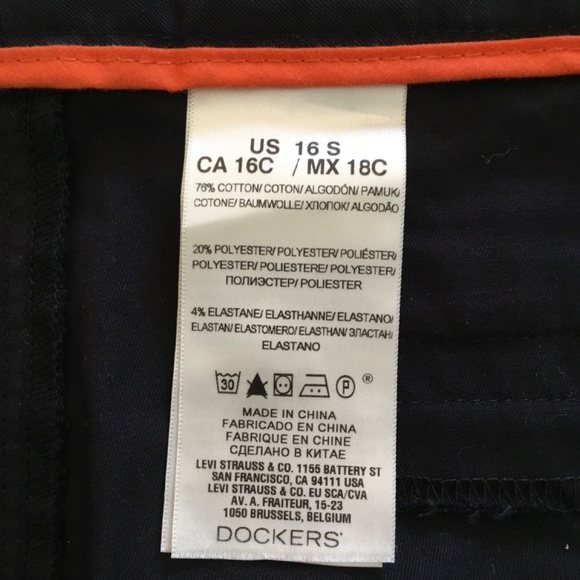 US 16 S
CA 16C / MX 18C
76% COTTON/ COTON/ ALGODÓN/ PAMUK/
COTONE/ BAUMWOLLE/ ХЛОПОК/ ALGODÃO
20% POLYESTER/ POLYESTER/ POLIÉSTER/
POLYESTER/ POLIESTERE/ POLYESTER/
ПОЛИЭСТЕР/ POLIESTER
4% ELASTANE/ ELASTHANNE/ ELASTANO/
ELASTAN/ ELASTOMERO/ ELASTHAN/ ЭЛАСТАН/
ELASTANO
30 P ®
MADE IN CHINA
FABRICADO EN CHINA
FABRIQUE EN CHINE
СДЕЛАНО В КИТАЕ
LEVI STRAUSS & CO. 1155 BATTERY ST
SAN FRANCISCO, CA 94111 USA
LEVI STRAUSS & CO. EU SCA/CVA
AV. A. FRAITEUR, 15-23
1050 BRUSSELS, BELGIUM
DOCKERS®